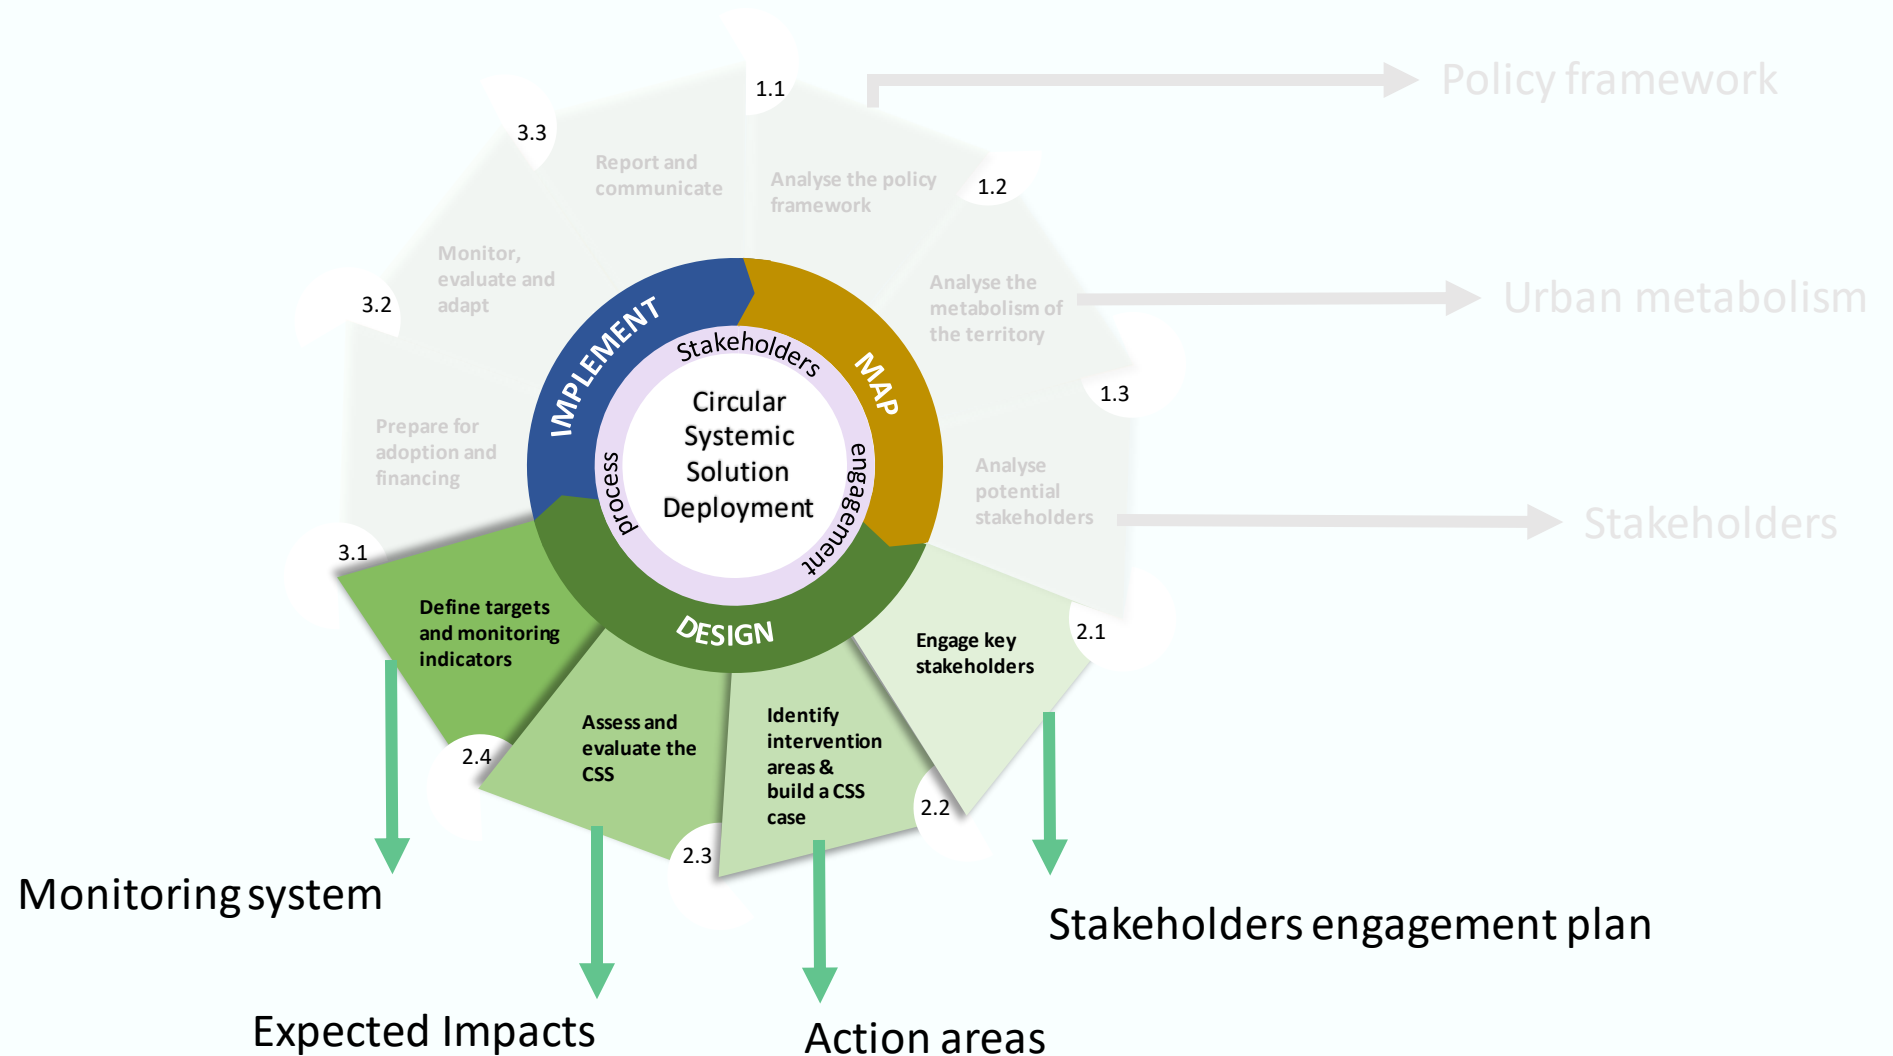 1.1
Analyse the policy
framework
Policy framework
1.2
Analyse the
metabolism of
the territory
Urban metabolism
1.3
Analyse
potential
stakeholders
Stakeholders
2.1
Engage key
stakeholders
Stakeholders engagement plan
2.2
Identify
intervention
areas &
build a CSS
case
Action areas
2.3
Assess and
evaluate the
CSS
Expected Impacts
2.4
Define targets
and monitoring
indicators
Monitoring system
3.1
Prepare for
adoption and
financing
3.2
Monitor,
evaluate and
adapt
3.3
Report and
communicate
IMPLEMENT
MAP
DESIGN
Stakeholders
engagement
process
Circular
Systemic
Solution
Deployment